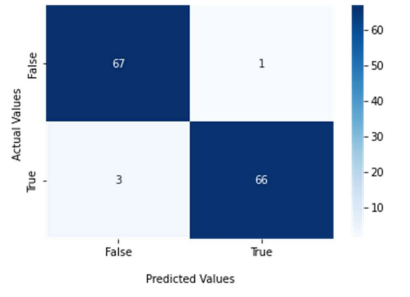 67 1
3 66
False
True
Actual Values
False True
Predicted Values
60
50
40
30
20
10